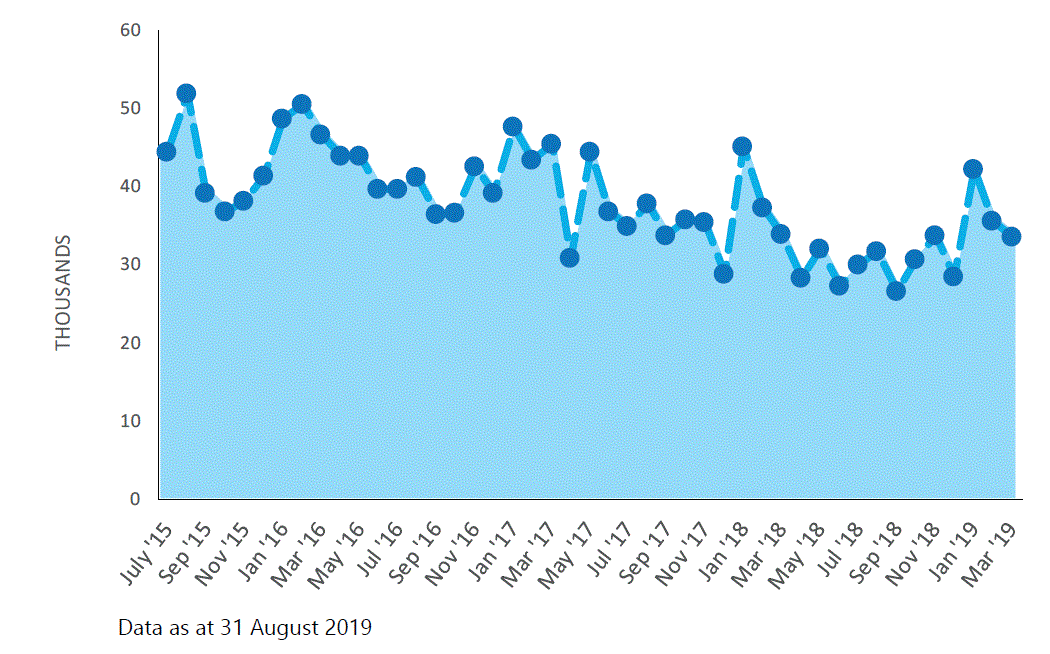 60
50
40
30
20
10
0
THOUSANDS
July '15
Sep '15
Nov '15
Jan '16
Mar '16
May '16
Jul '16
Sep '16
Nov '16
Jan '17
Mar '17
May '17
Jul '17
Sep '17
Nov '17
Jan '18
Mar '18
May '18
Jul '18
Sep '18
Nov '18
Jan '19
Mar '19
Data as at 31 August 2019